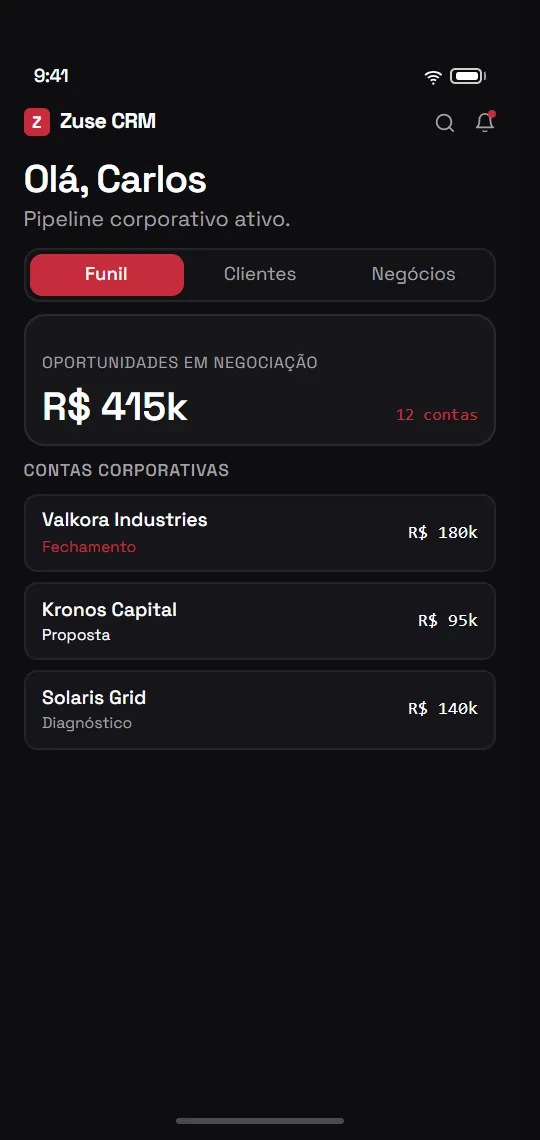 9:41
Z Zuse CRM
Olá, Carlos
Pipeline corporativo ativo.
Funil Clientes Negócios
OPORTUNIDADES EM NEGOCIAÇÃO
R$ 415k 12 contas
CONTAS CORPORATIVAS
Valkora Industries
Fechamento
R$ 180k
Kronos Capital
Proposta
R$ 95k
Solaris Grid
Diagnóstico
R$ 140k